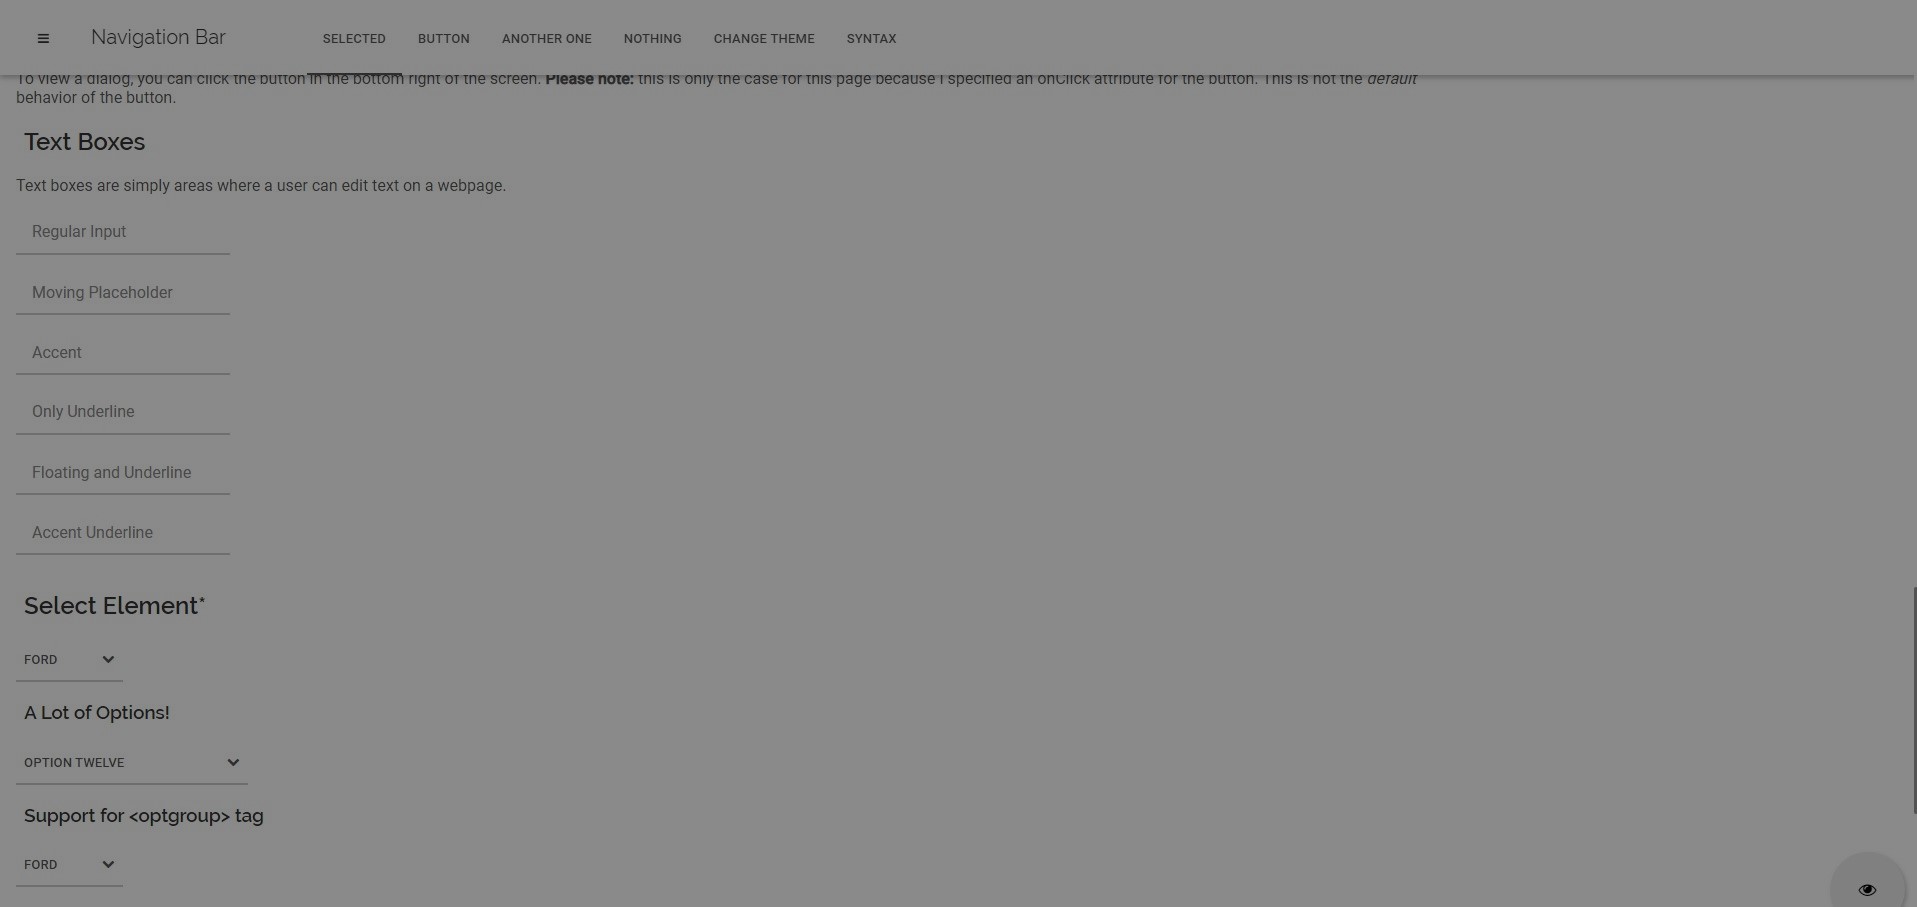 Navigation Bar SELECTED BUTTON ANOTHER ONE NOTHING CHANGE THEME SYNTAX
To view a dialog, you can click the button in the bottom right of the screen. Please note: this is only the case for this page because I specified an onClick attribute for the button. This is not the default
behavior of the button.
Text Boxes
Text boxes are simply areas where a user can edit text on a webpage.
Regular Input
Moving Placeholder
Accent
Only Underline
Floating and Underline
Accent Underline
Select Element*
FORD
A Lot of Options!
OPTION TWELVE
Support for <optgroup> tag
FORD